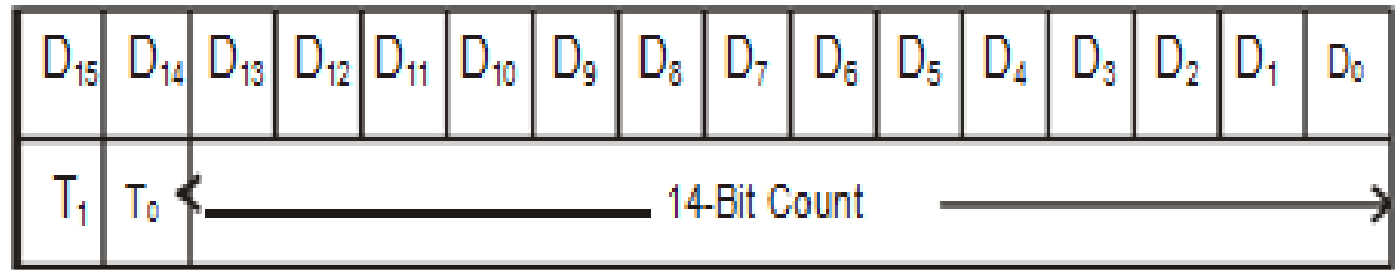 D₁₅ D₁₄ D₁₃ D₁₂ D₁₁ D₁₀ D₉ D₈ D₇ D₆ D₅ D₄ D₃ D₂ D₁ D₀
T₁ T₀ 14-Bit Count